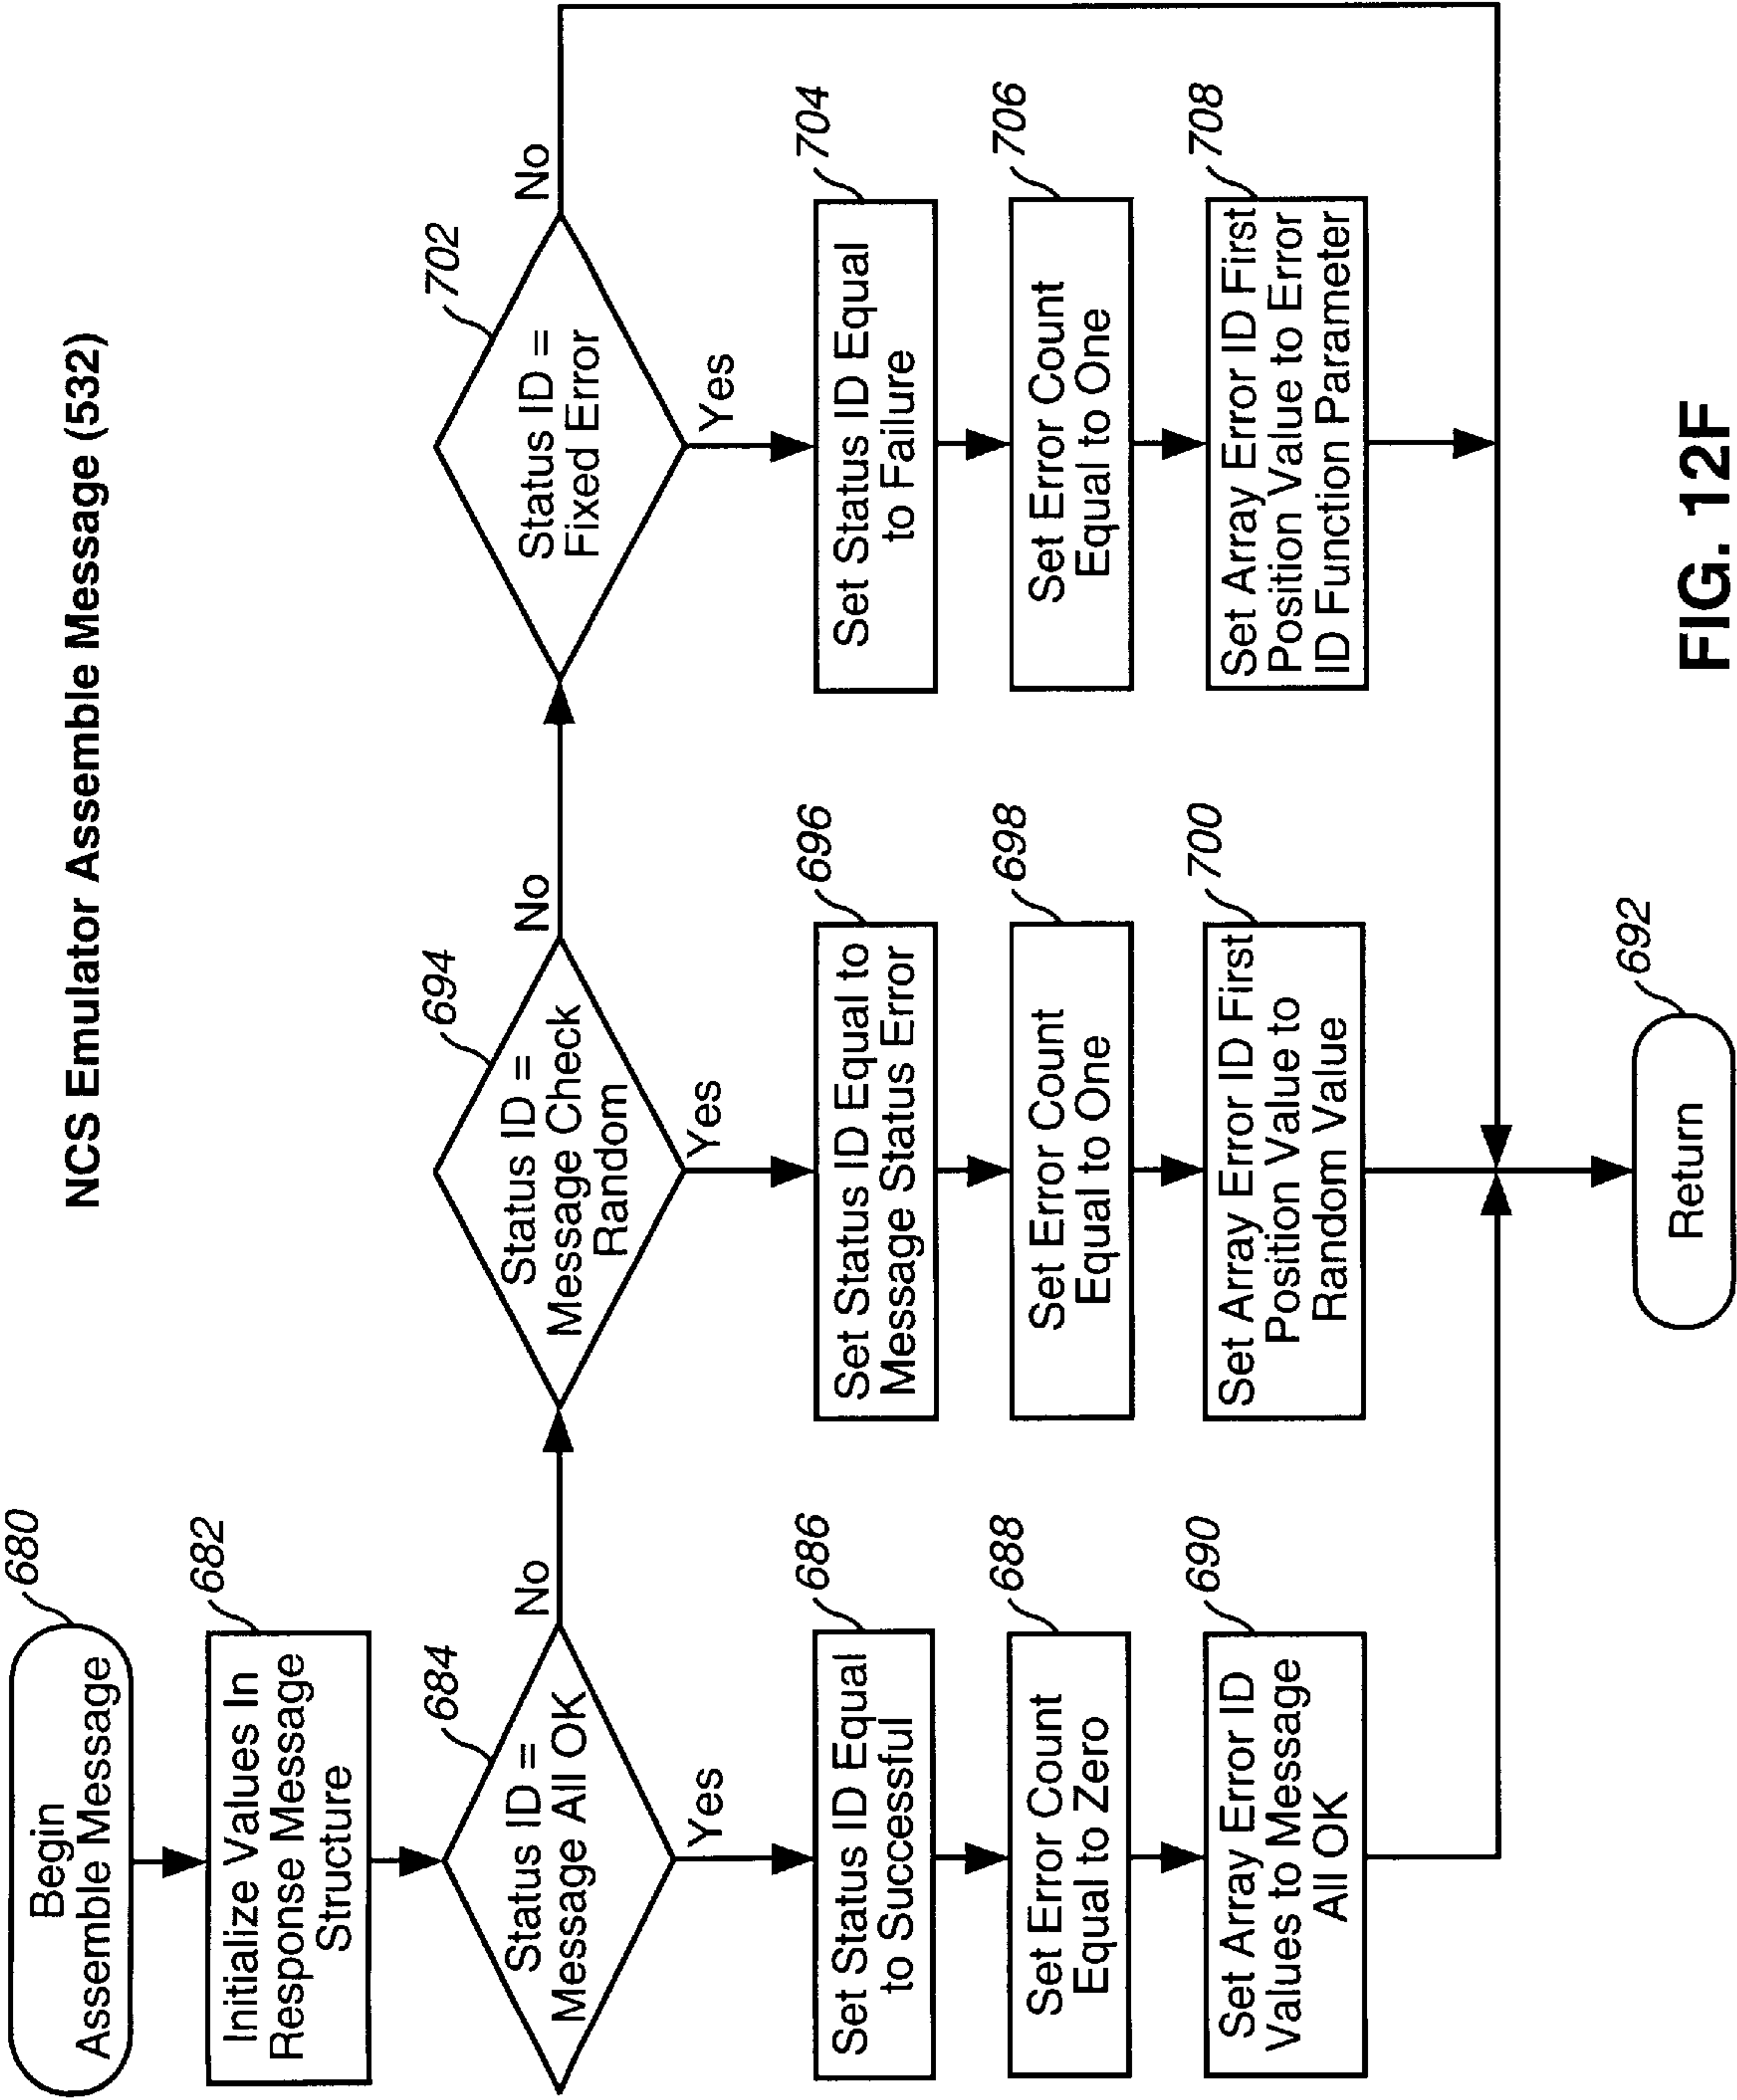 NCS Emulator Assemble Message (532)
680
Begin
Assemble Message
682
Initialize Values In
Response Message
Structure
684
Status ID =
Message All OK
No
Yes
686
Set Status ID Equal
to Successful
688
Set Error Count
Equal to Zero
690
Set Array Error ID
Values to Message
All OK
694
Status ID =
Message Check
Random
No
Yes
696
Set Status ID Equal to
Message Status Error
698
Set Error Count
Equal to One
700
Set Array Error ID First
Position Value to
Random Value
702
Status ID =
Fixed Error
No
Yes
704
Set Status ID Equal
to Failure
706
Set Error Count
Equal to One
708
Set Array Error ID First
Position Value to Error
ID Function Parameter
692
Return
FIG. 12F